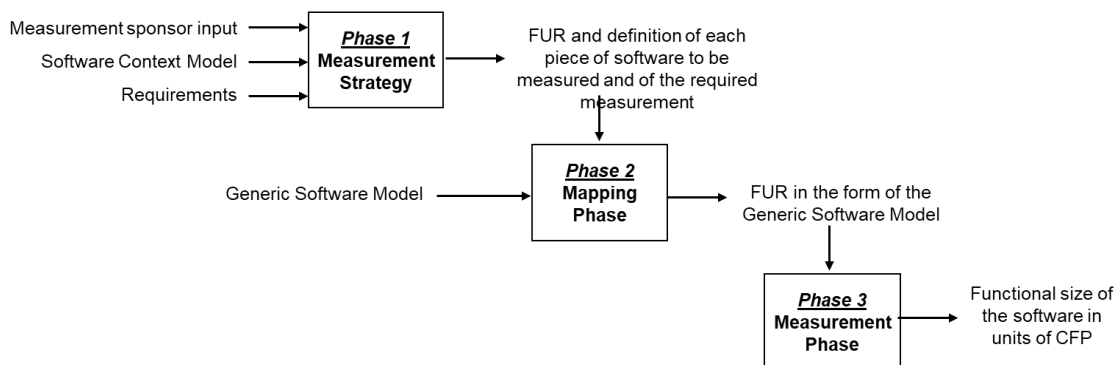 Measurement sponsor input
Software Context Model
Requirements
Phase 1
Measurement
Strategy
FUR and definition of each
piece of software to be
measured and of the required
measurement
Generic Software Model
Phase 2
Mapping
Phase
FUR in the form of the
Generic Software Model
Phase 3
Measurement
Phase
Functional size of
the software in
units of CFP